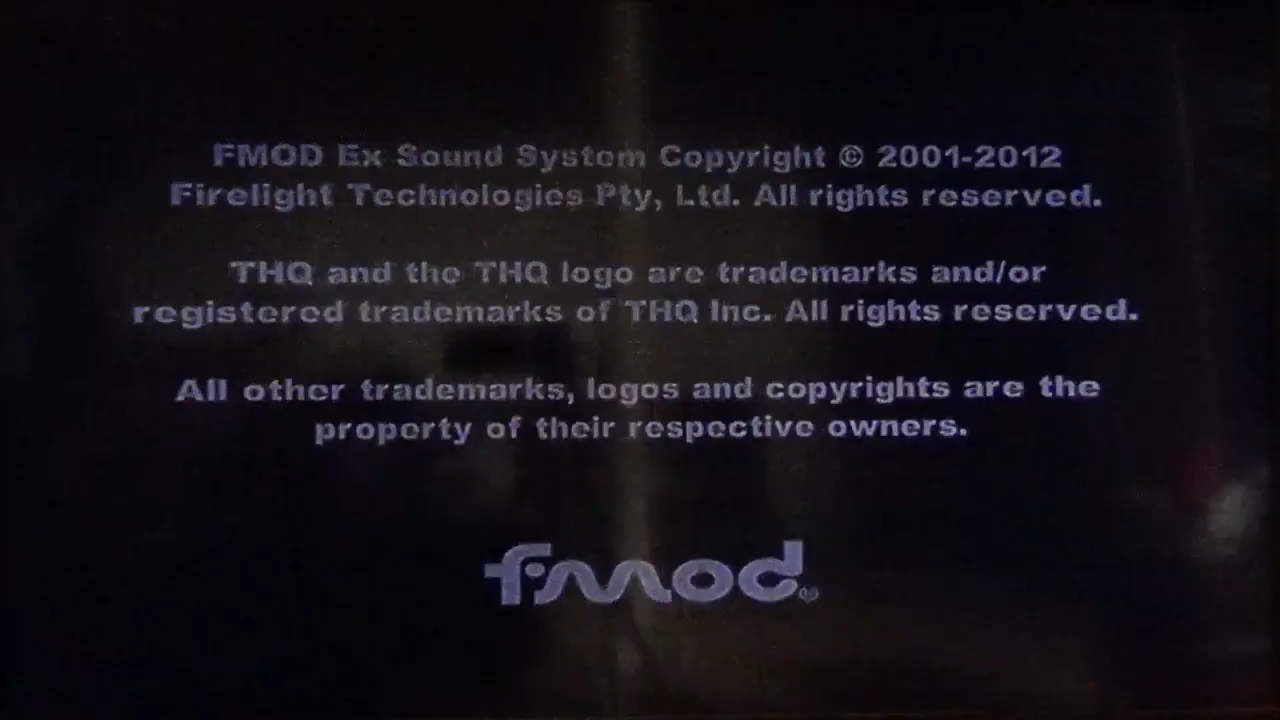 FMOD Ex Sound System Copyright © 2001-2012
Firelight Technologies Pty, Ltd. All rights reserved.
THQ and the THQ logo are trademarks and/or
registered trademarks of THQ Inc. All rights reserved.
All other trademarks, logos and copyrights are the
property of their respective owners.
fmod®